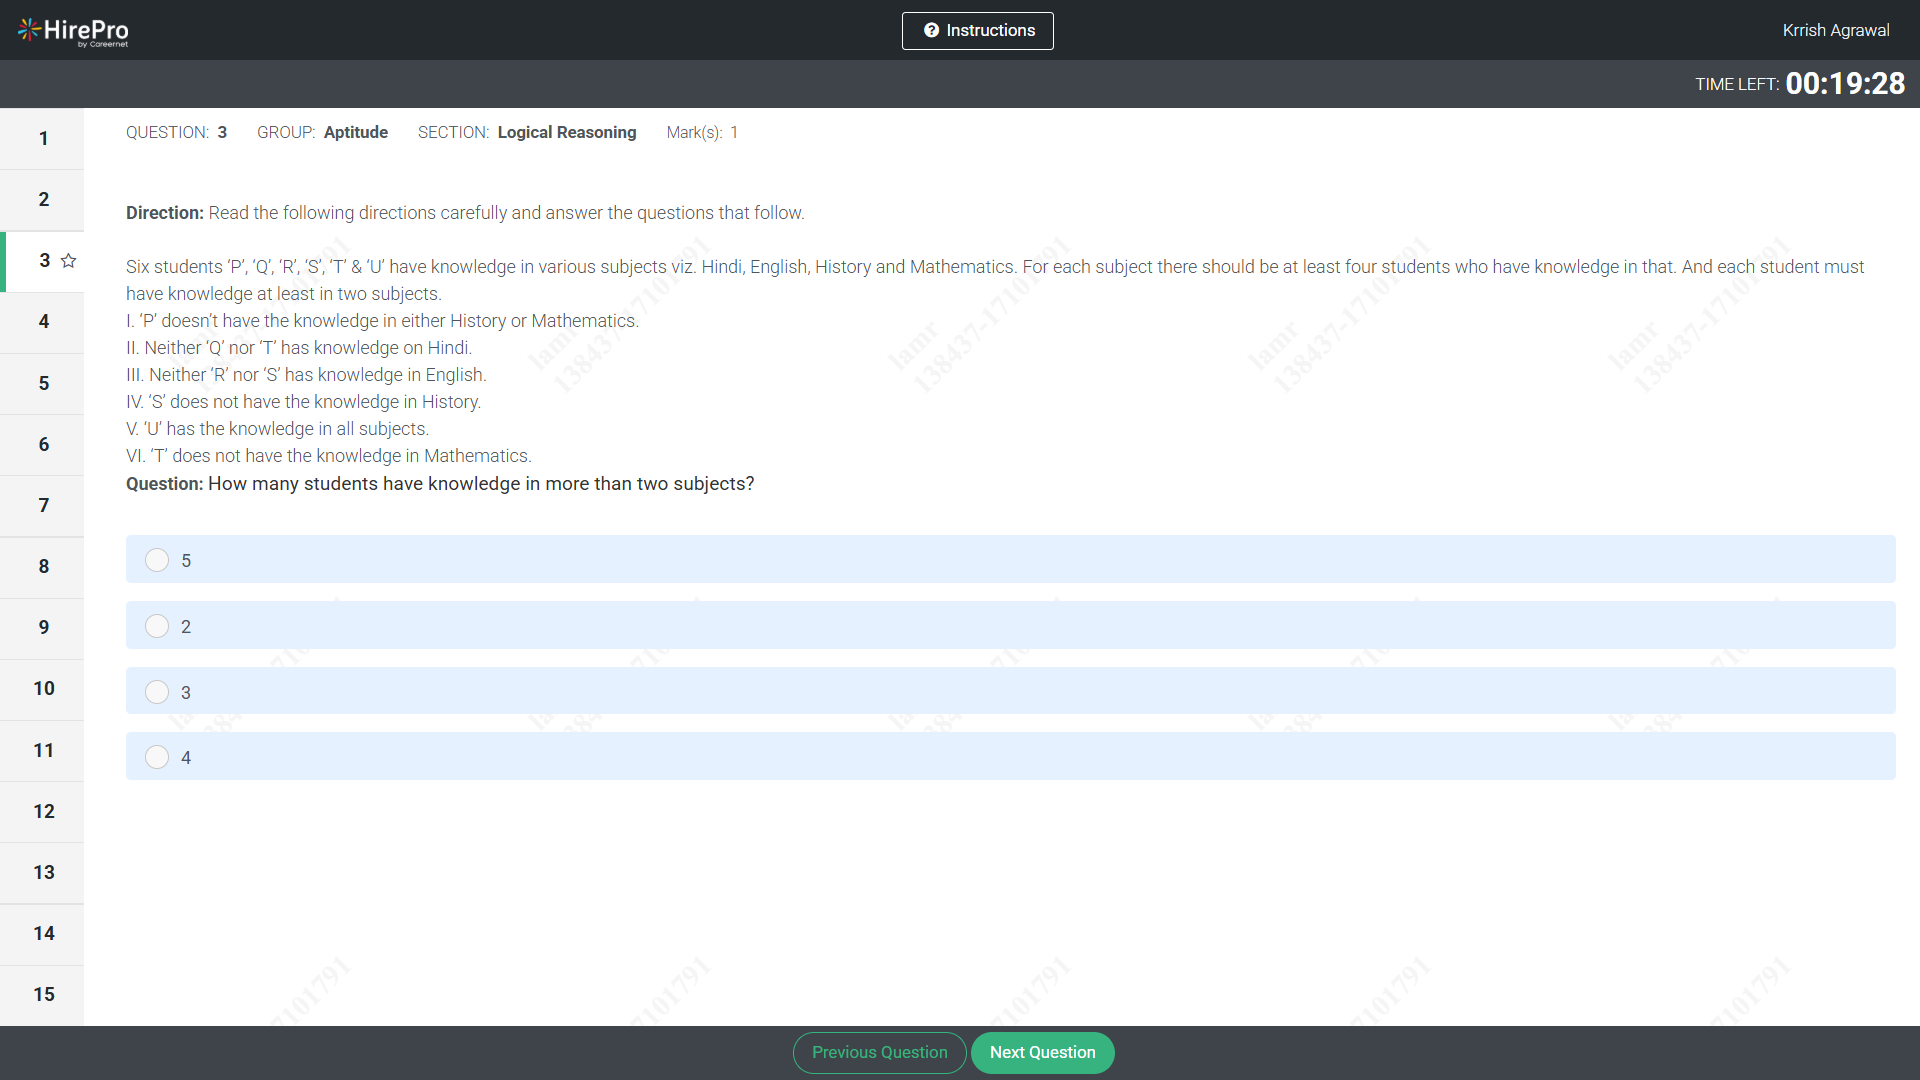 HirePro
by Careernet
Instructions
Krrish Agrawal
TIME LEFT: 00:19:28
QUESTION: 3 GROUP: Aptitude SECTION: Logical Reasoning Mark(s): 1
1
2
3
4
5
6
7
8
9
10
11
12
13
14
15
Direction: Read the following directions carefully and answer the questions that follow.
Six students ‘P’, ‘Q’, ‘R’, ‘S’, ‘T’ & ‘U’ have knowledge in various subjects viz. Hindi, English, History and Mathematics. For each subject there should be at least four students who have knowledge in that. And each student must
have knowledge at least in two subjects.
I. ‘P’ doesn’t have the knowledge in either History or Mathematics.
II. Neither ‘Q’ nor ‘T’ has knowledge on Hindi.
III. Neither ‘R’ nor ‘S’ has knowledge in English.
IV. ‘S’ does not have the knowledge in History.
V. ‘U’ has the knowledge in all subjects.
VI. ‘T’ does not have the knowledge in Mathematics.
Question: How many students have knowledge in more than two subjects?
5
2
3
4
Previous Question Next Question